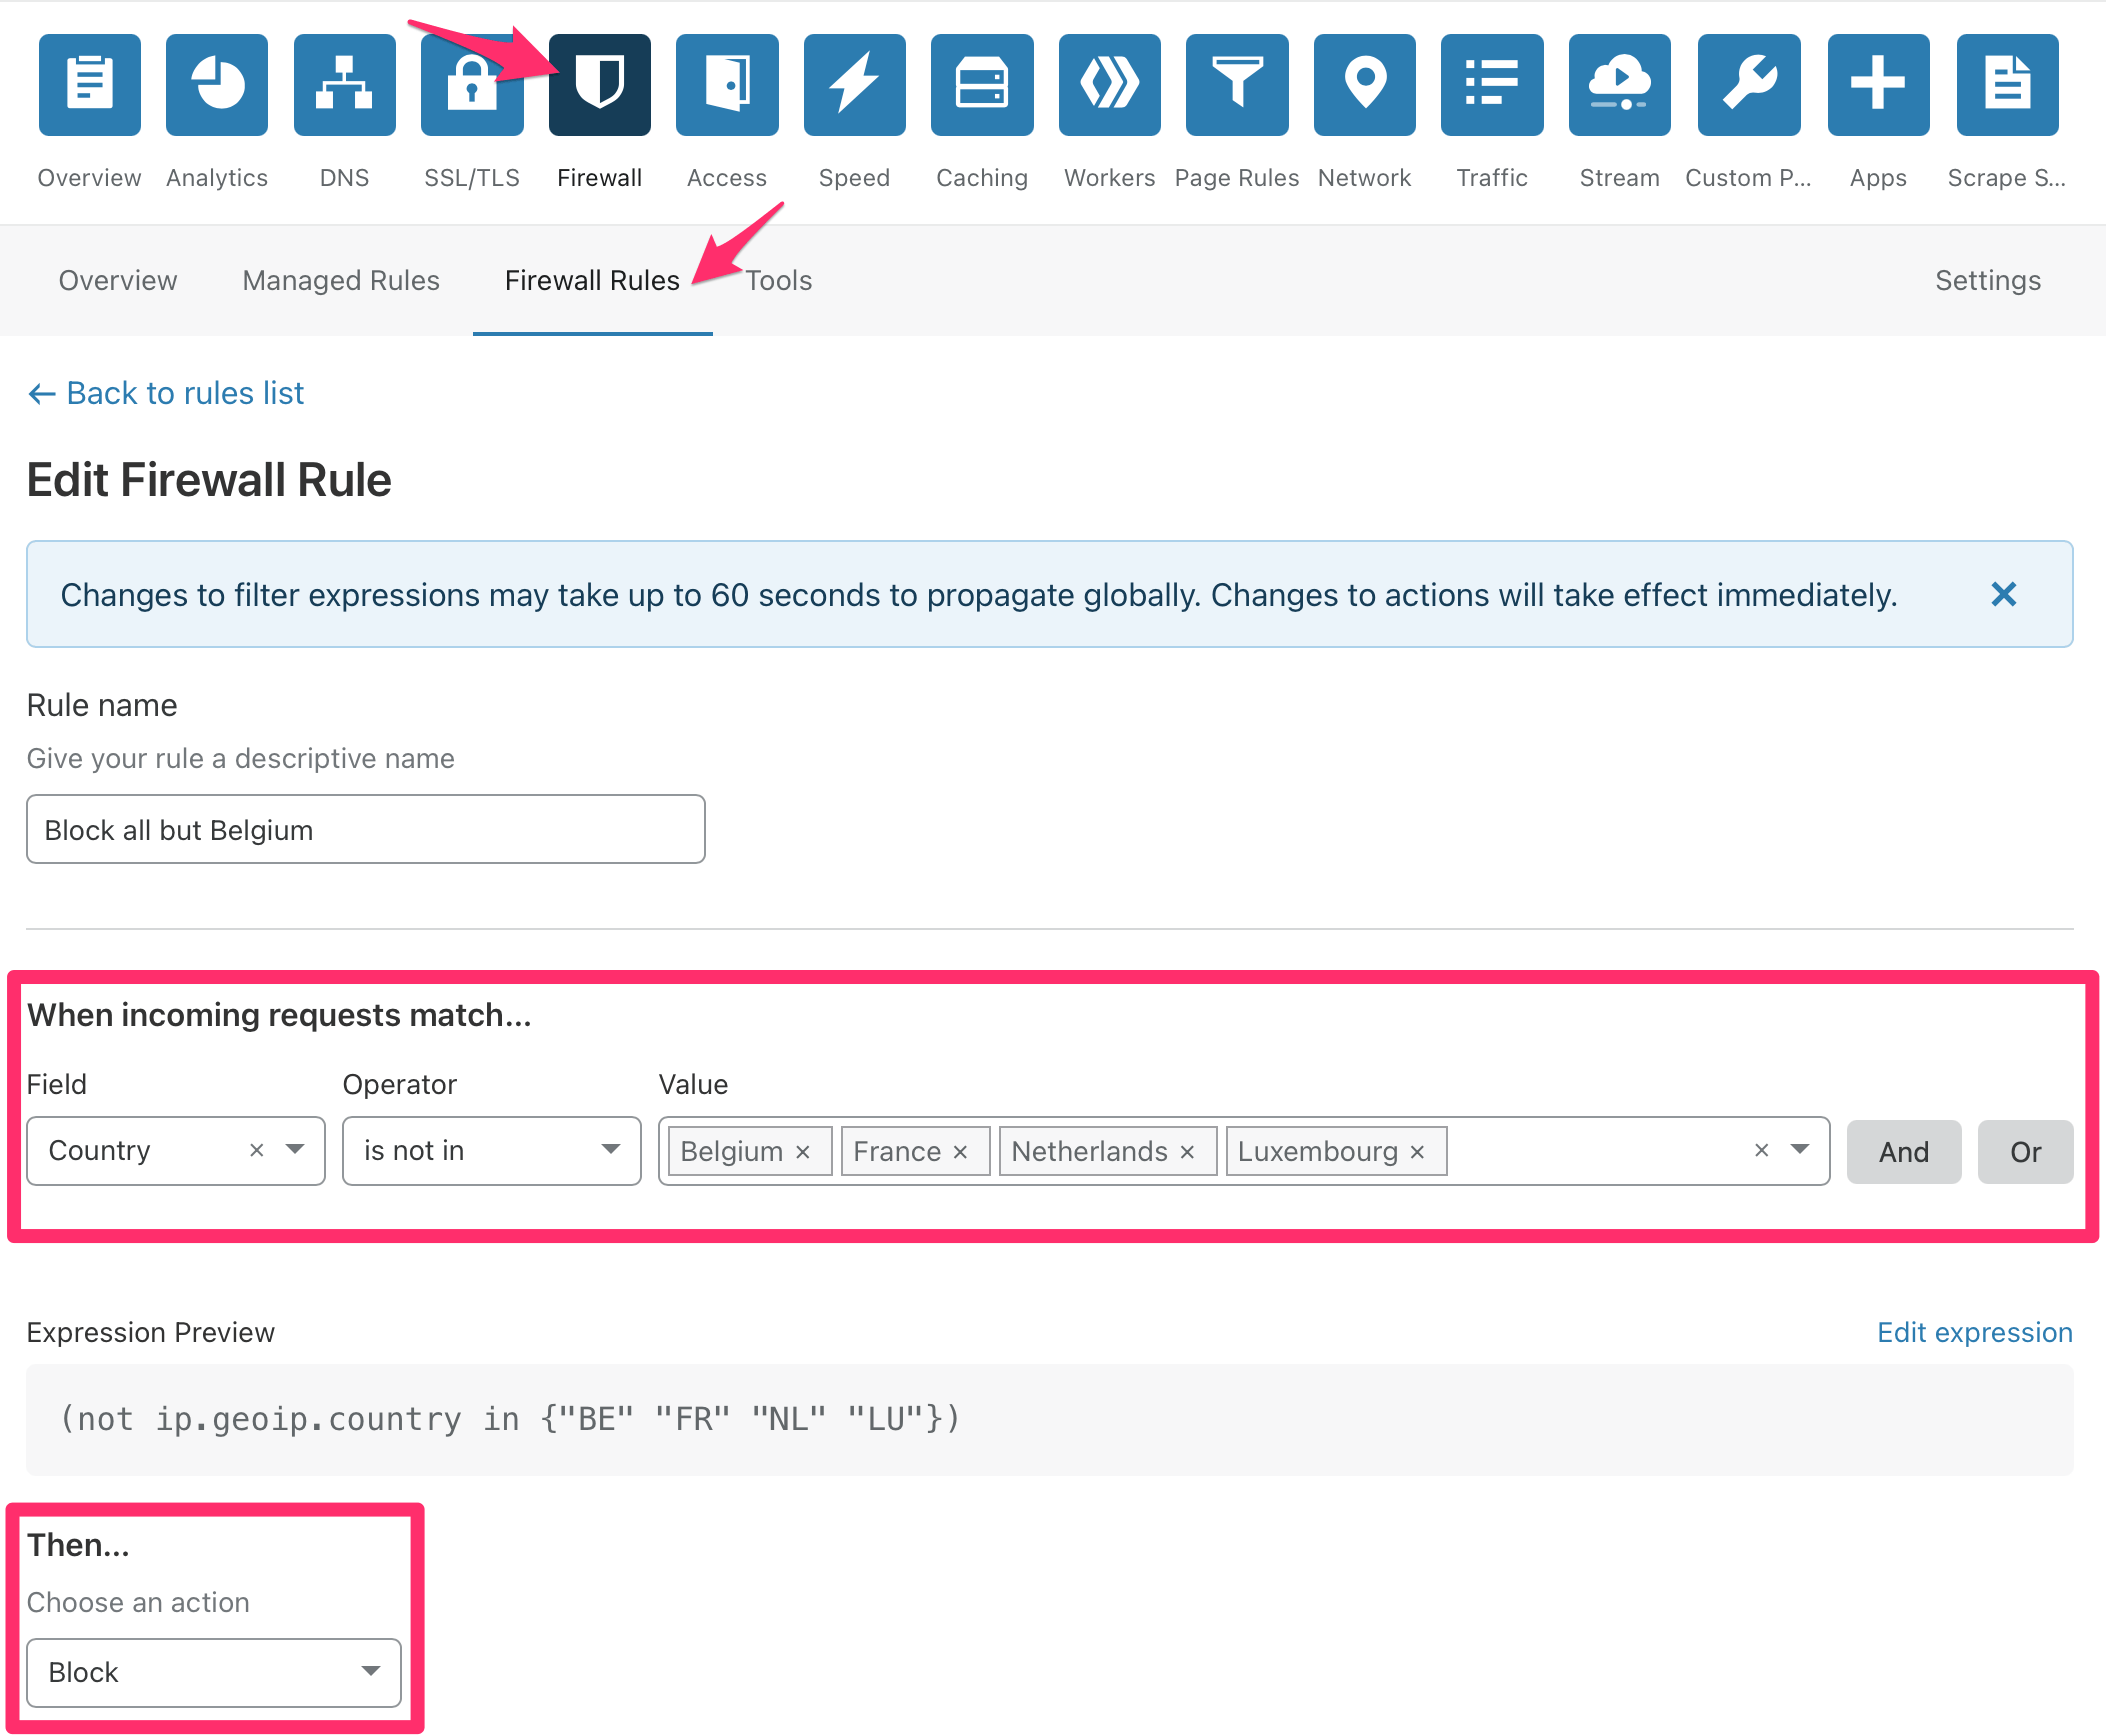 Overview Analytics DNS SSL/TLS Firewall Access Speed Caching Workers Page Rules Network Traffic Stream Custom P... Apps Scrape S...
Overview Managed Rules Firewall Rules Tools Settings
← Back to rules list
Edit Firewall Rule
Changes to filter expressions may take up to 60 seconds to propagate globally. Changes to actions will take effect immediately.
Rule name
Give your rule a descriptive name
Block all but Belgium
When incoming requests match...
Field Operator Value
Country × is not in Belgium × France × Netherlands × Luxembourg × × And Or
Expression Preview Edit expression
(not ip.geoip.country in {"BE" "FR" "NL" "LU"})
Then...
Choose an action
Block